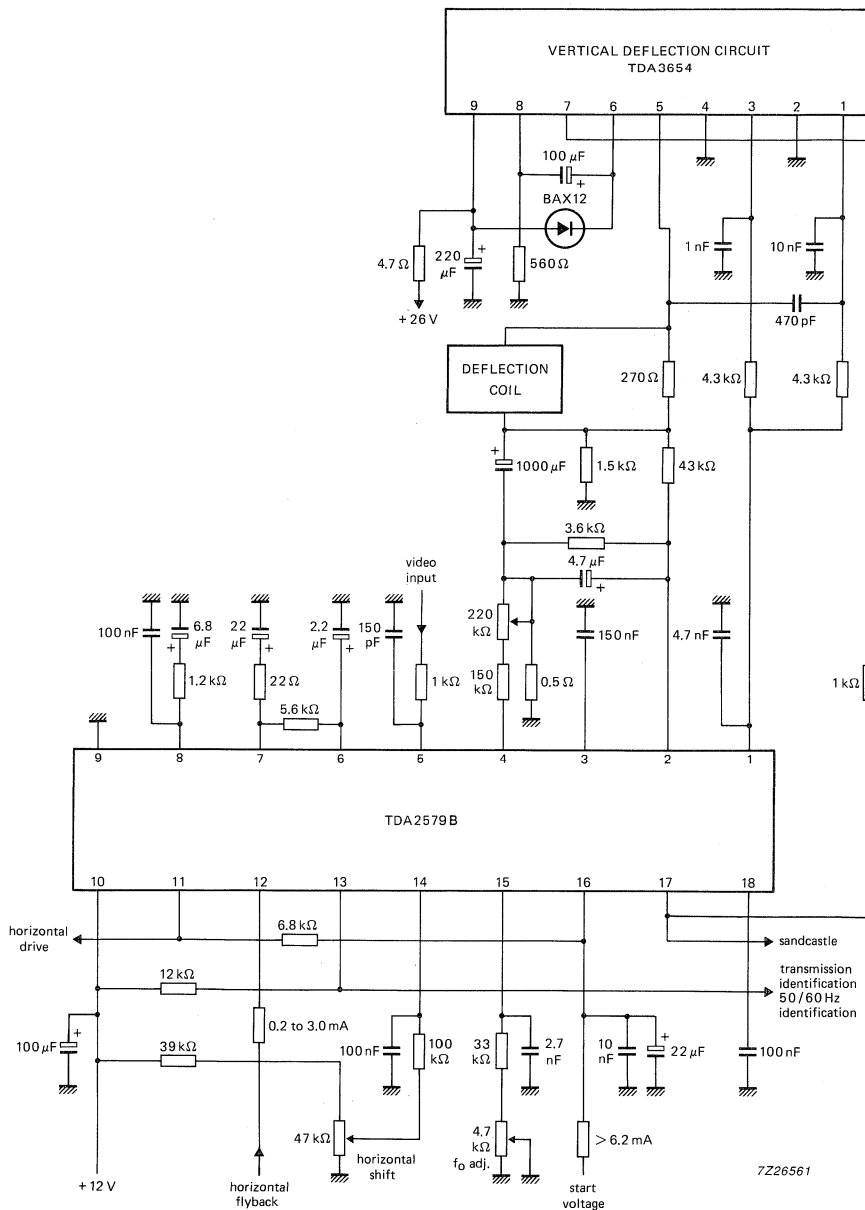 VERTICAL DEFLECTION CIRCUIT
TDA3654
9 8 7 6 5 4 3 2 1
100 μF
+
BAX12
4.7 Ω
220 μF
+
560 Ω
1 nF
10 nF
+ 26 V
470 pF
DEFLECTION COIL
270 Ω
4.3 kΩ
4.3 kΩ
+
1000 μF
1.5 kΩ
43 kΩ
3.6 kΩ
4.7 μF
+
video input
100 nF
6.8 μF
+
22 μF
+
2.2 μF
+
150 pF
220 kΩ
150 nF
4.7 nF
1.2 kΩ
22 Ω
1 kΩ
150 kΩ
0.5 Ω
1 kΩ
5.6 kΩ
9 8 7 6 5 4 3 2 1
TDA2579B
10 11 12 13 14 15 16 17 18
horizontal drive
6.8 kΩ
sandcastle
12 kΩ
transmission identification
50/60 Hz identification
100 μF
+
0.2 to 3.0 mA
39 kΩ
100 nF
100 kΩ
33 kΩ
2.7 nF
10 nF
+
22 μF
100 nF
47 kΩ
horizontal shift
4.7 kΩ
fo adj.
> 6.2 mA
+ 12 V
horizontal flyback
start voltage
7Z26561